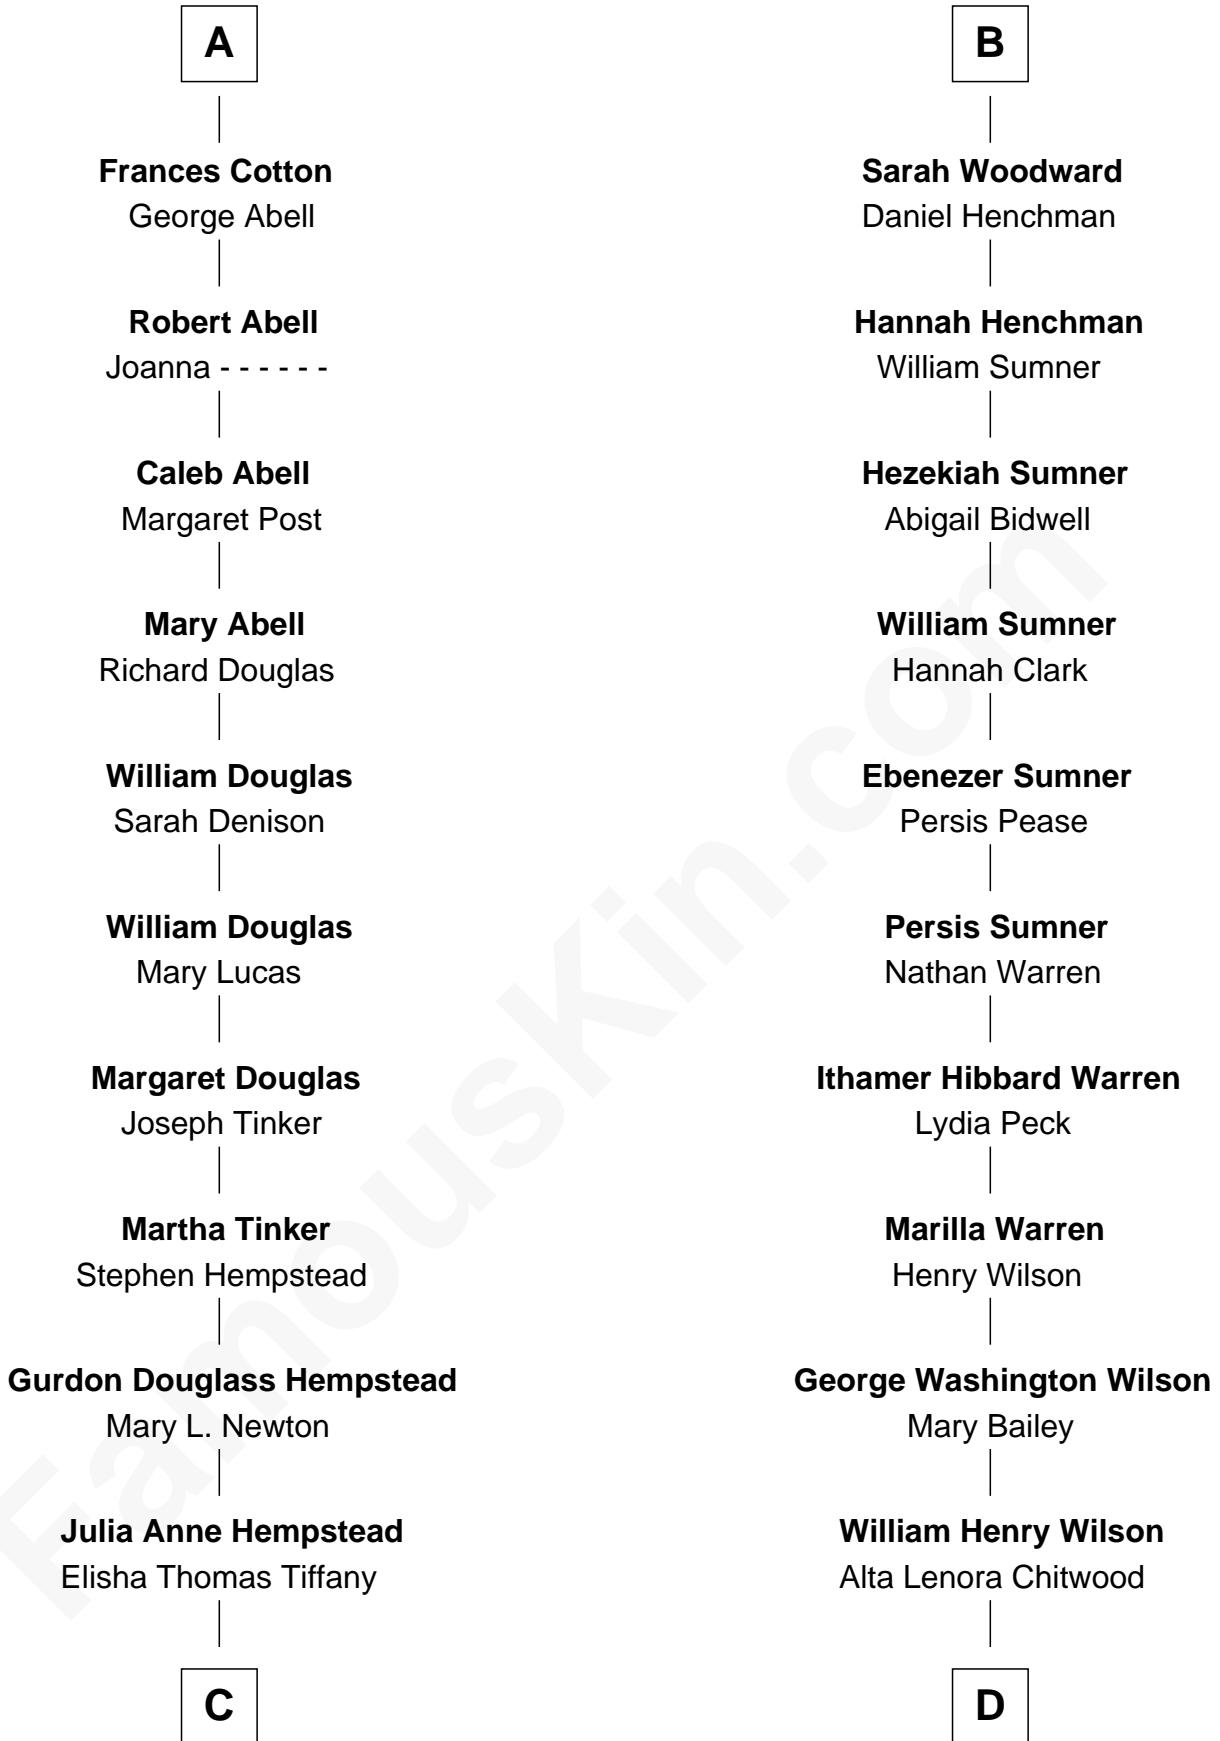 A
Frances Cotton
George Abell
Robert Abell
Joanna - - - - - -
Caleb Abell
Margaret Post
Mary Abell
Richard Douglas
William Douglas
Sarah Denison
William Douglas
Mary Lucas
Margaret Douglas
Joseph Tinker
Martha Tinker
Stephen Hempstead
Gurdon Douglass Hempstead
Mary L. Newton
Julia Anne Hempstead
Elisha Thomas Tiffany
C
B
Sarah Woodward
Daniel Henchman
Hannah Henchman
William Sumner
Hezekiah Sumner
Abigail Bidwell
William Sumner
Hannah Clark
Ebenezer Sumner
Persis Pease
Persis Sumner
Nathan Warren
Ithamer Hibbard Warren
Lydia Peck
Marilla Warren
Henry Wilson
George Washington Wilson
Mary Bailey
William Henry Wilson
Alta Lenora Chitwood
D
FamousKin.com